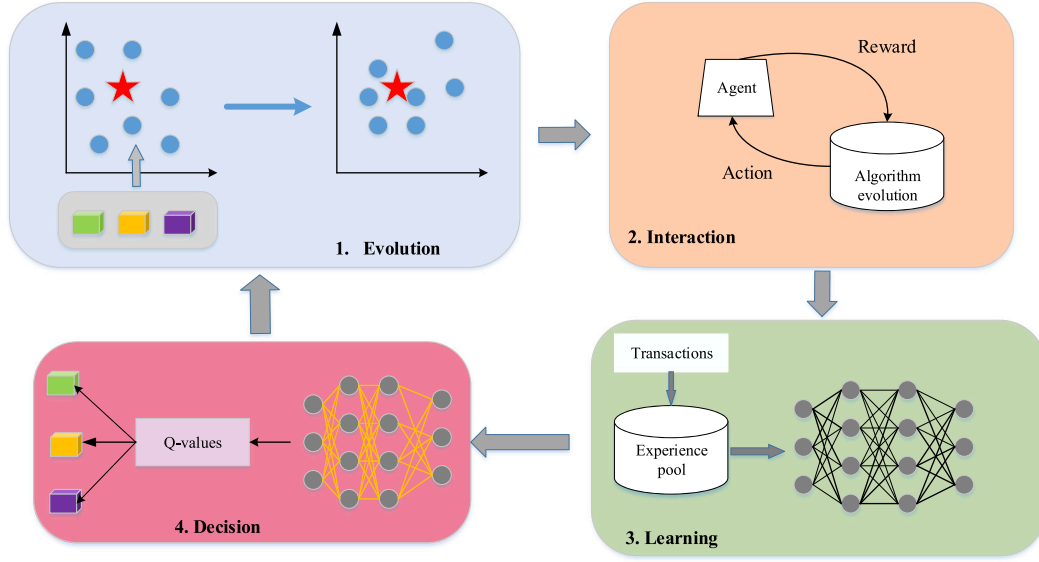 1. Evolution
Reward
Agent
Action
Algorithm
evolution
2. Interaction
Transactions
Experience
pool
3. Learning
Q-values
4. Decision